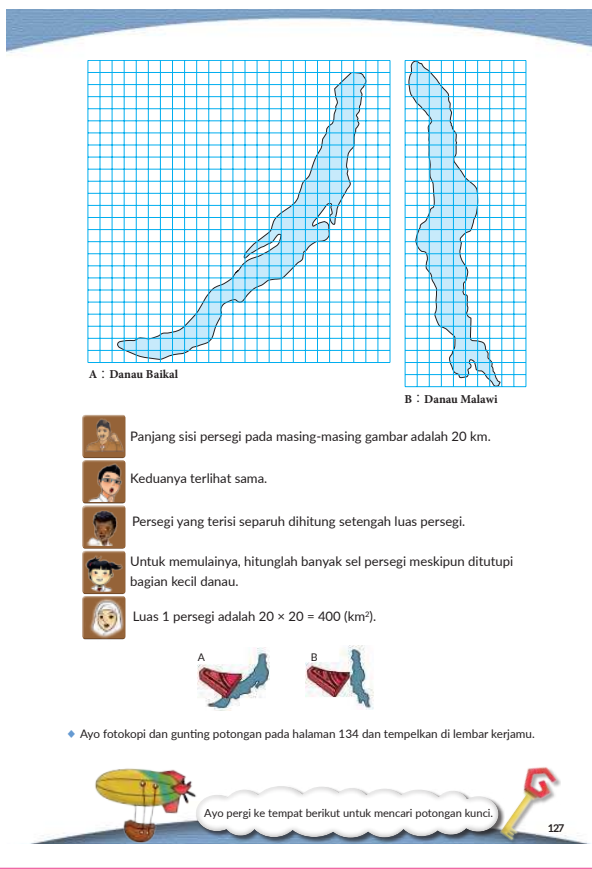 A : Danau Baikal
B : Danau Malawi
Panjang sisi persegi pada masing-masing gambar adalah 20 km.
Keduanya terlihat sama.
Persegi yang terisi separuh dihitung setengah luas persegi.
Untuk memulainya, hitunglah banyak sel persegi meskipun ditutupi
bagian kecil danau.
Luas 1 persegi adalah 20 × 20 = 400 (km²).
A
B
◆ Ayo fotokopi dan gunting potongan pada halaman 134 dan tempelkan di lembar kerjamu.
Ayo pergi ke tempat berikut untuk mencari potongan kunci.
127